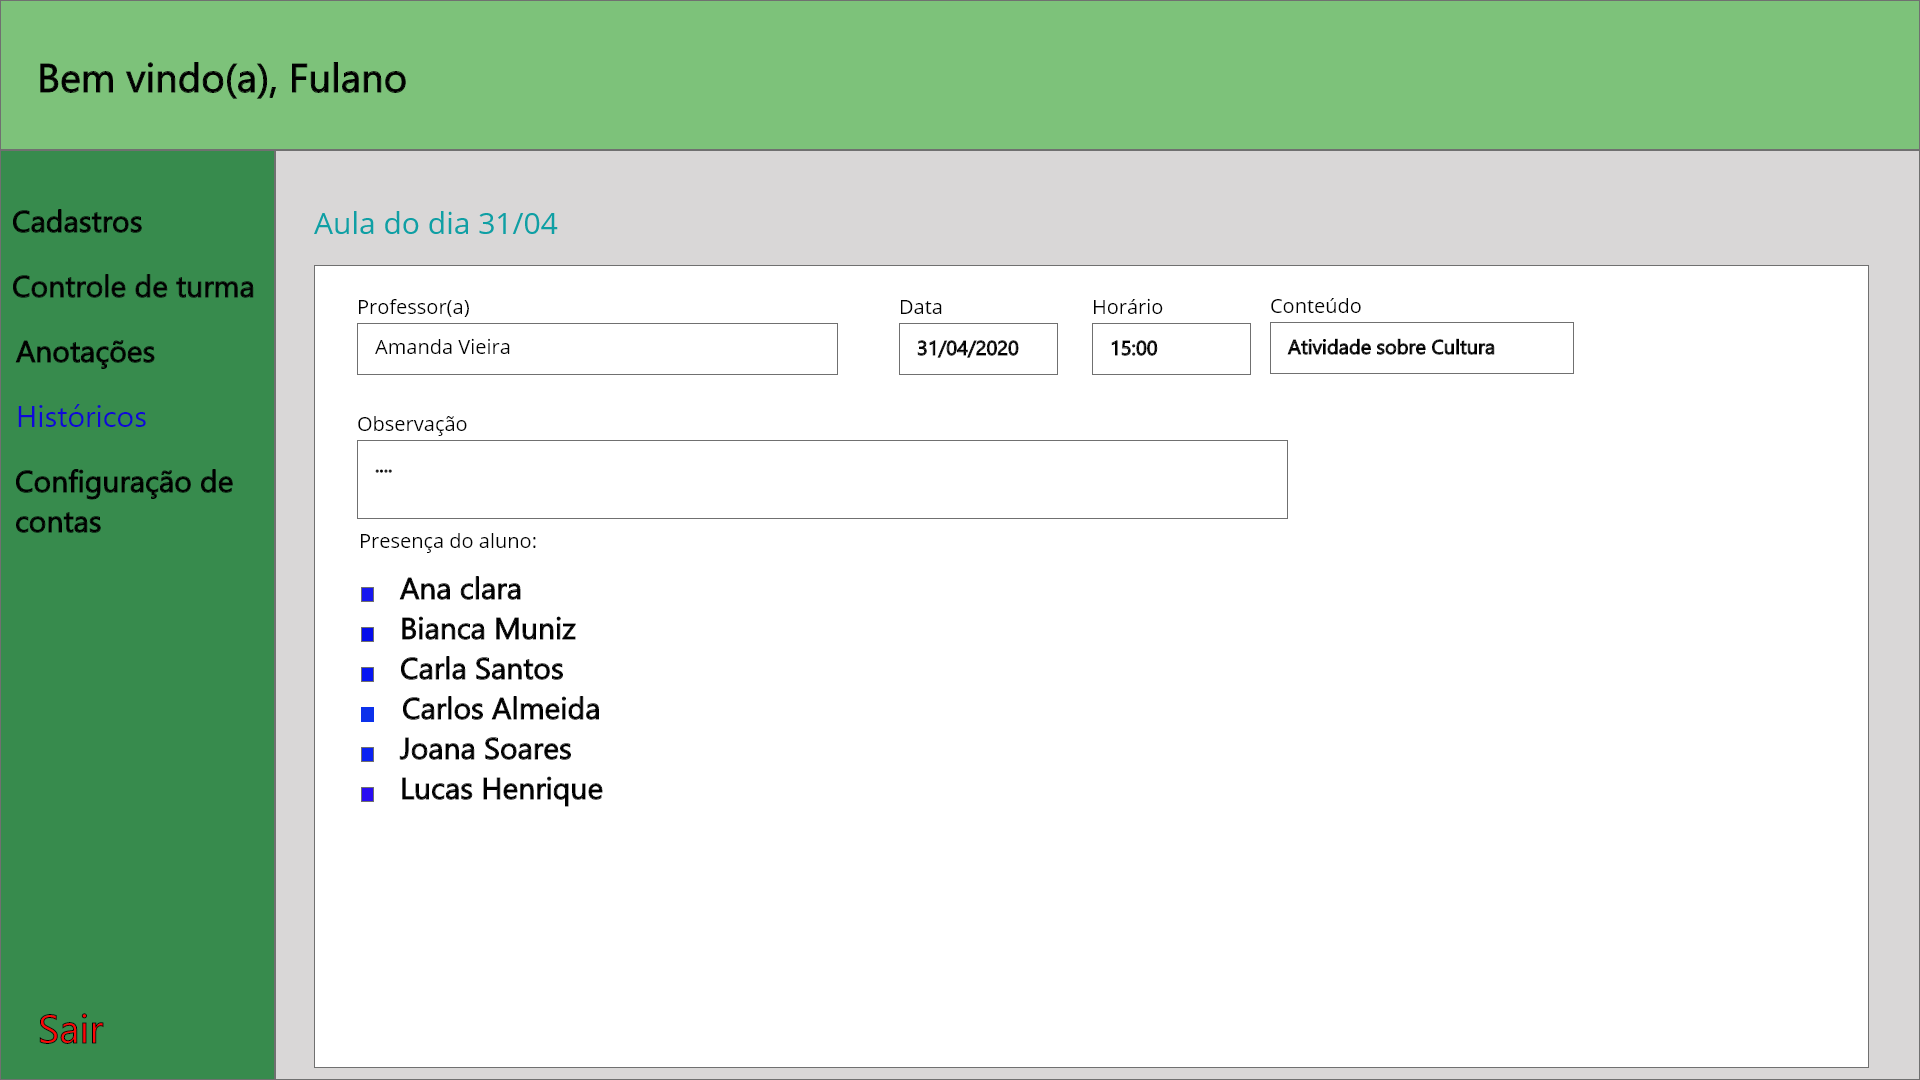 Bem vindo(a), Fulano
Cadastros
Controle de turma
Anotações
Históricos
Configuração de
contas
Sair
Aula do dia 31/04
Professor(a)
Amanda Vieira
Data
31/04/2020
Horário
15:00
Conteúdo
Atividade sobre Cultura
Observação
....
Presença do aluno:
Ana clara
Bianca Muniz
Carla Santos
Carlos Almeida
Joana Soares
Lucas Henrique